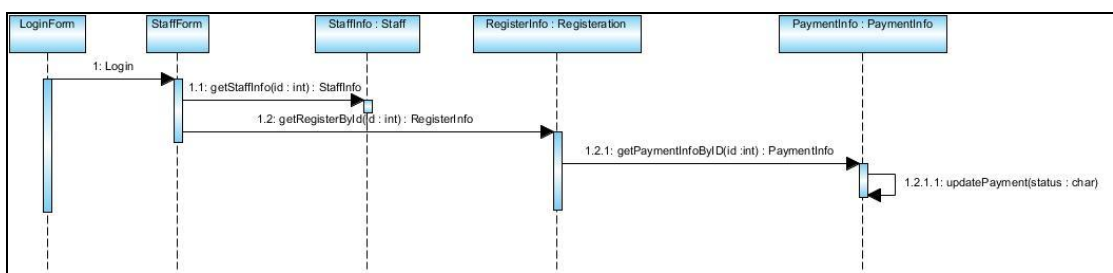 LoginForm
StaffForm
StaffInfo : Staff
RegisterInfo : Registeration
PaymentInfo : PaymentInfo
1: Login
1.1: getStaffInfo(id : int) : StaffInfo
1.2: getRegisterById(id : int) : RegisterInfo
1.2.1: getPaymentInfoByID(id :int) : PaymentInfo
1.2.1.1: updatePayment(status : char)